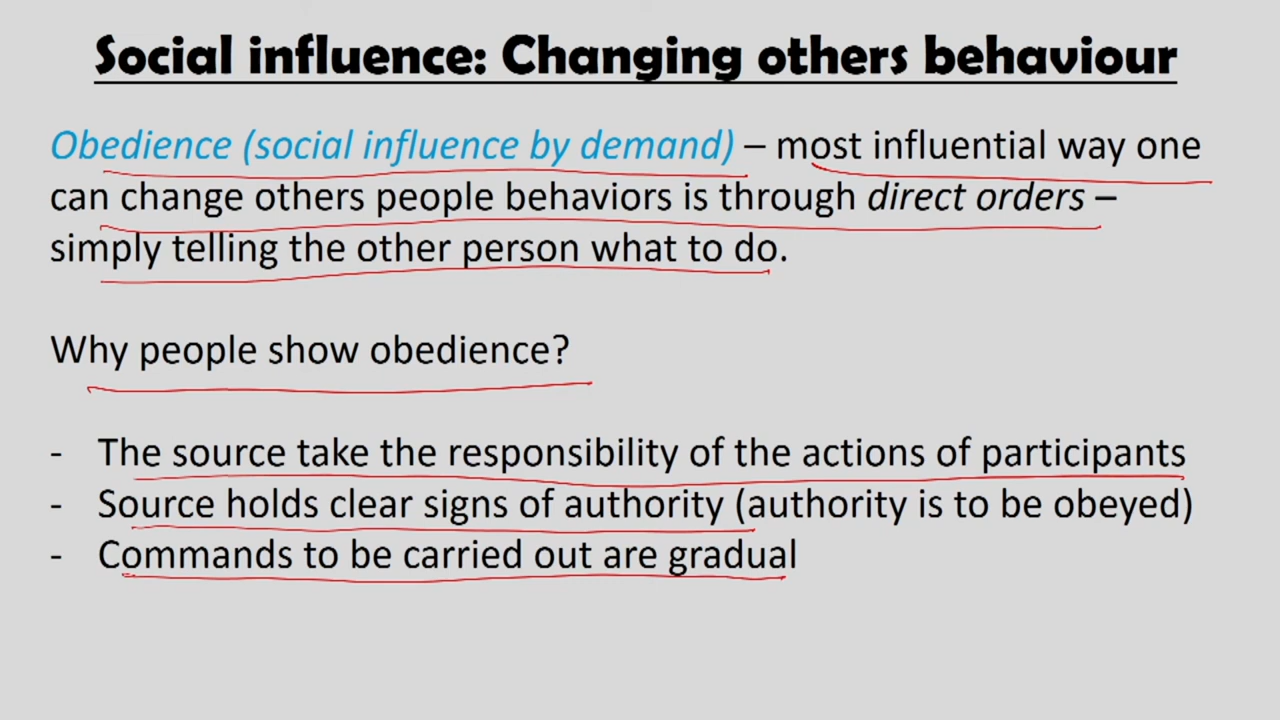 Social influence: Changing others behaviour
Obedience (social influence by demand) – most influential way one
can change others people behaviors is through direct orders –
simply telling the other person what to do.
Why people show obedience?
- The source take the responsibility of the actions of participants
- Source holds clear signs of authority (authority is to be obeyed)
- Commands to be carried out are gradual